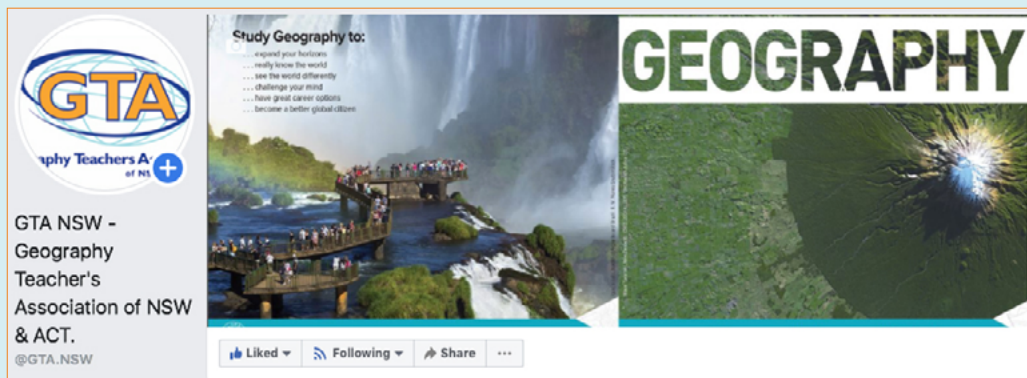 GTA
aphy Teachers A
of NS
GTA NSW -
Geography
Teacher's
Association of NSW
& ACT.
@GTA.NSW
Study Geography to:
... expand your horizons
... really know the world
... see the world differently
... challenge your mind
... have great career options
... become a better global citizen
GEOGRAPHY
Liked
Following
Share
...